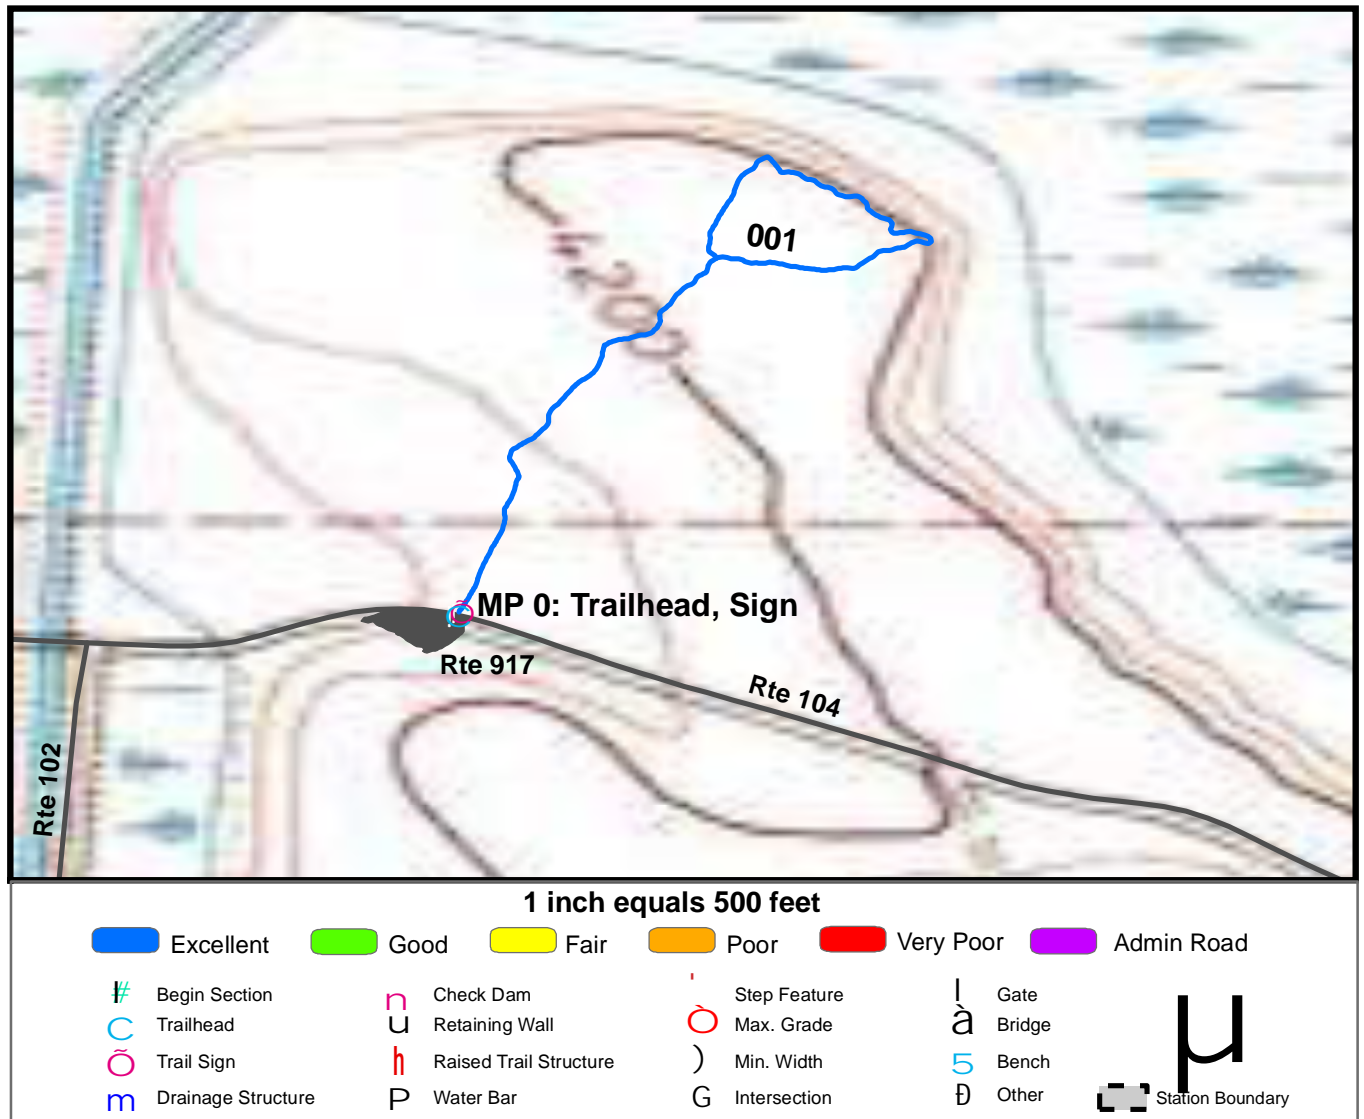 001
4200
MP 0: Trailhead, Sign
Rte 917
Rte 104
Rte 102
1 inch equals 500 feet
Excellent
Good
Fair
Poor
Very Poor
Admin Road
# Begin Section
n Check Dam
' Step Feature
l Gate
C Trailhead
u Retaining Wall
Ò Max. Grade
à Bridge
Õ Trail Sign
h Raised Trail Structure
) Min. Width
5 Bench
m Drainage Structure
P Water Bar
G Intersection
Ð Other
µ
Station Boundary